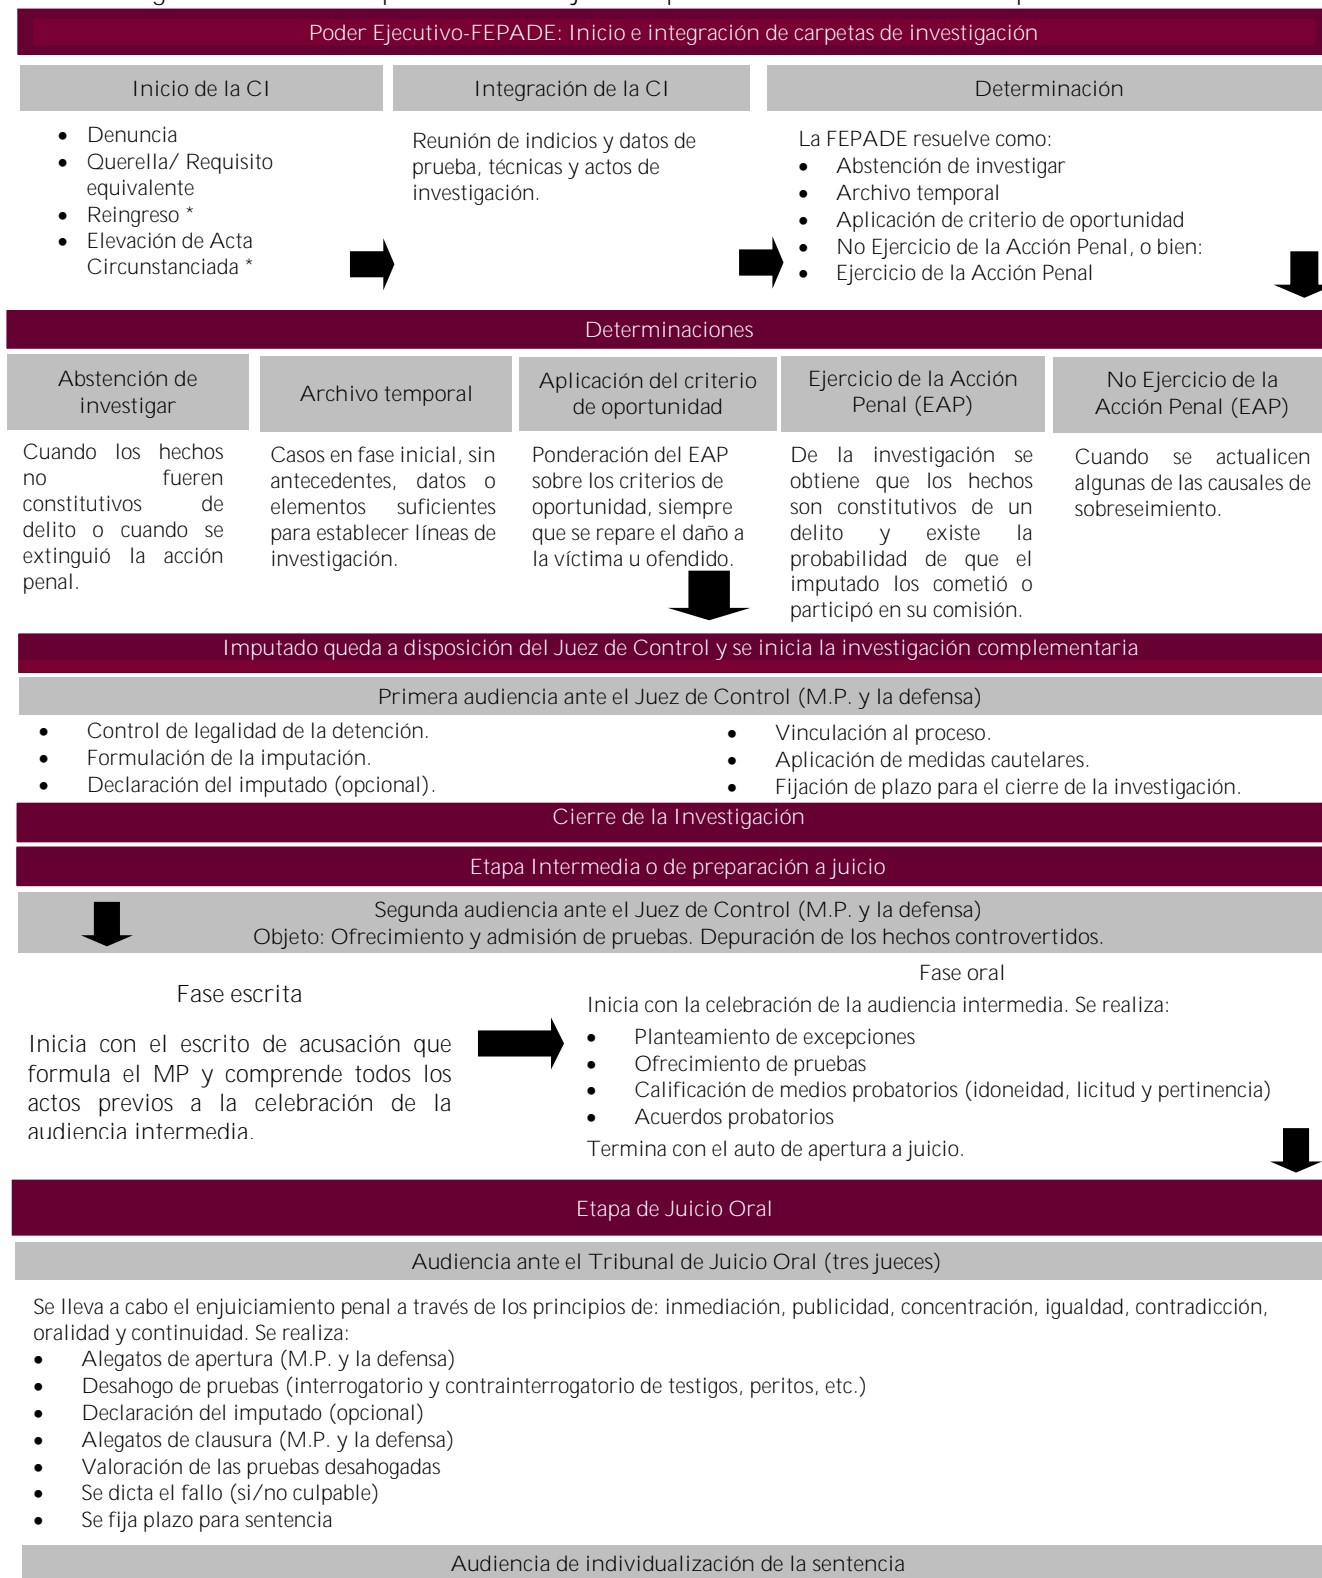 Poder Ejecutivo-FEPADE: Inicio e integración de carpetas de investigación
Inicio de la CI
Integración de la CI
Determinación
• Denuncia
• Querella/ Requisito
equivalente
• Reingreso *
• Elevación de Acta
Circunstanciada *
Reunión de indicios y datos de
prueba, técnicas y actos de
investigación.
La FEPADE resuelve como:
• Abstención de investigar
• Archivo temporal
• Aplicación de criterio de oportunidad
• No Ejercicio de la Acción Penal, o bien:
• Ejercicio de la Acción Penal
Determinaciones
Abstención de
investigar
Archivo temporal
Aplicación del criterio
de oportunidad
Ejercicio de la Acción
Penal (EAP)
No Ejercicio de la
Acción Penal (EAP)
Cuando los hechos
no fueren
constitutivos de
delito o cuando se
extinguió la acción
penal.
Casos en fase inicial, sin
antecedentes, datos o
elementos suficientes
para establecer líneas de
investigación.
Ponderación del EAP
sobre los criterios de
oportunidad, siempre
que se repare el daño a
la víctima u ofendido.
De la investigación se
obtiene que los hechos
son constitutivos de un
delito y existe la
probabilidad de que el
imputado los cometió o
participó en su comisión.
Cuando se actualicen
algunas de las causales de
sobreseimiento.
Imputado queda a disposición del Juez de Control y se inicia la investigación complementaria
Primera audiencia ante el Juez de Control (M.P. y la defensa)
• Control de legalidad de la detención.
• Formulación de la imputación.
• Declaración del imputado (opcional).
• Vinculación al proceso.
• Aplicación de medidas cautelares.
• Fijación de plazo para el cierre de la investigación.
Cierre de la Investigación
Etapa Intermedia o de preparación a juicio
Segunda audiencia ante el Juez de Control (M.P. y la defensa)
Objeto: Ofrecimiento y admisión de pruebas. Depuración de los hechos controvertidos.
Fase escrita
Inicia con el escrito de acusación que
formula el MP y comprende todos los
actos previos a la celebración de la
audiencia intermedia.
Fase oral
Inicia con la celebración de la audiencia intermedia. Se realiza:
• Planteamiento de excepciones
• Ofrecimiento de pruebas
• Calificación de medios probatorios (idoneidad, licitud y pertinencia)
• Acuerdos probatorios
Termina con el auto de apertura a juicio.
Etapa de Juicio Oral
Audiencia ante el Tribunal de Juicio Oral (tres jueces)
Se lleva a cabo el enjuiciamiento penal a través de los principios de: inmediación, publicidad, concentración, igualdad, contradicción,
oralidad y continuidad. Se realiza:
• Alegatos de apertura (M.P. y la defensa)
• Desahogo de pruebas (interrogatorio y contrainterrogatorio de testigos, peritos, etc.)
• Declaración del imputado (opcional)
• Alegatos de clausura (M.P. y la defensa)
• Valoración de las pruebas desahogadas
• Se dicta el fallo (si/no culpable)
• Se fija plazo para sentencia
Audiencia de individualización de la sentencia